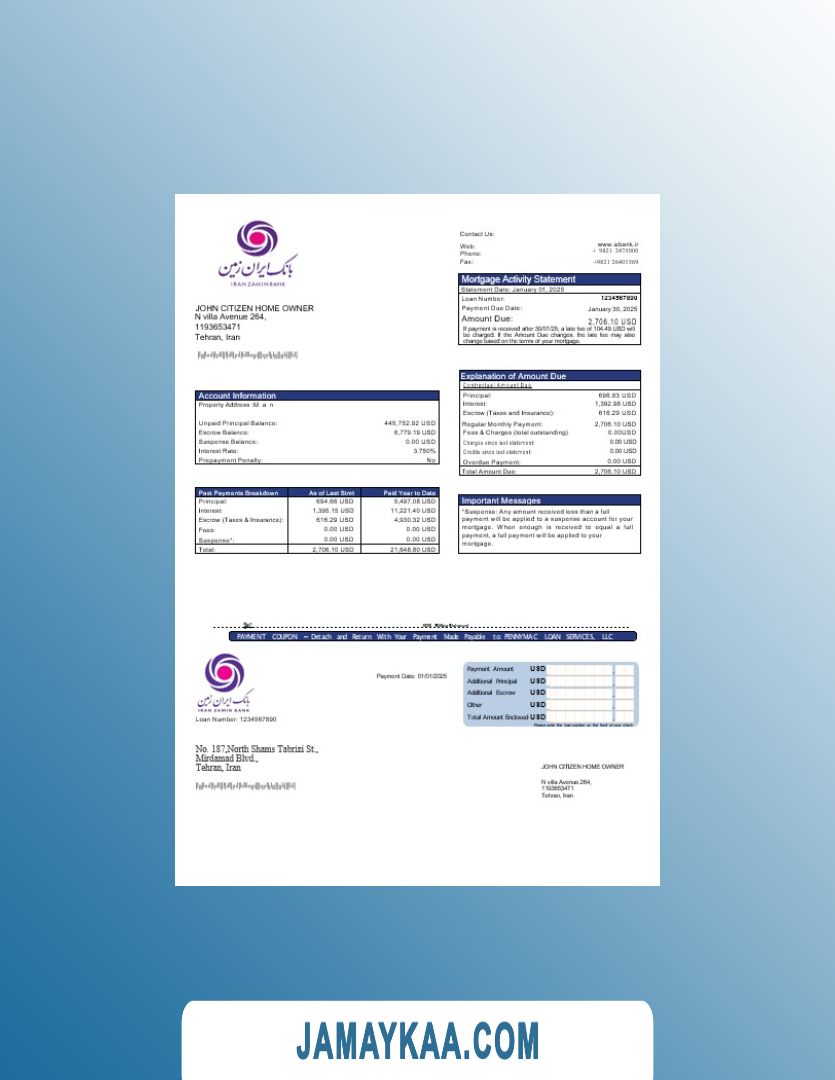 بانک ایران زمین
IRAN ZAMIN BANK
Contact Us:
Web: www.izbank.ir
Phone: + 9821 2475000
Fax: +9821 26401569
Mortgage Activity Statement
Statement Date: January 01, 2025
Loan Number: 1234567890
Payment Due Date: January 30, 2025
Amount Due: 2,706.10 USD
If payment is received after 30/01/25, a late fee of 104.49 USD will
be charged. If the Amount Due changes, the late fee may also
change based on the terms of your mortgage.
JOHN CITIZEN HOME OWNER
N villa Avenue 264,
1193653471
Tehran, Iran
Explanation of Amount Due
Contractual Amount Due
Principal: 696.83 USD
Interest: 1,392.98 USD
Escrow (Taxes and Insurance): 616.29 USD
Regular Monthly Payment: 2,706.10 USD
Fees & Charges (total outstanding) 0.00USD
Charges since last statement: 0.00 USD
Credits since last statement: 0.00 USD
Overdue Payment: 0.00 USD
Total Amount Due: 2,706.10 USD
Account Information
Property Address: M a n
Unpaid Principal Balance: 445,752.92 USD
Escrow Balance: 6,779.19 USD
Suspense Balance: 0.00 USD
Interest Rate: 3.750%
Prepayment Penalty: No
Past Payments Breakdown As of Last Stmt Paid Year to Date
Principal: 694.66 USD 5,497.08 USD
Interest: 1,395.15 USD 11,221.40 USD
Escrow (Taxes & Insurance): 616.29 USD 4,930.32 USD
Fees: 0.00 USD 0.00 USD
Suspense*: 0.00 USD 0.00 USD
Total: 2,706.10 USD 21,648.80 USD
Important Messages
*Suspense: Any amount received less than a full
payment will be applied to a suspense account for your
mortgage. When enough is received to equal a full
payment, a full payment will be applied to your
mortgage.
PAYMENT COUPON – Detach and Return With Your Payment Made Payable to: PENNYMAC LOAN SERVICES, LLC
بانک ایران زمین
IRAN ZAMIN BANK
Loan Number: 1234567890
Payment Date: 01/01/2025
Payment Amount USD
Additional Principal USD
Additional Escrow USD
Other USD
Total Amount Enclosed USD
No. 187,North Shams Tabrizi St.,
Mirdamad Blvd.,
Tehran, Iran
JOHN CITIZEN HOME OWNER
N villa Avenue 264,
1193653471
Tehran, Iran
JAMAYKAA.COM